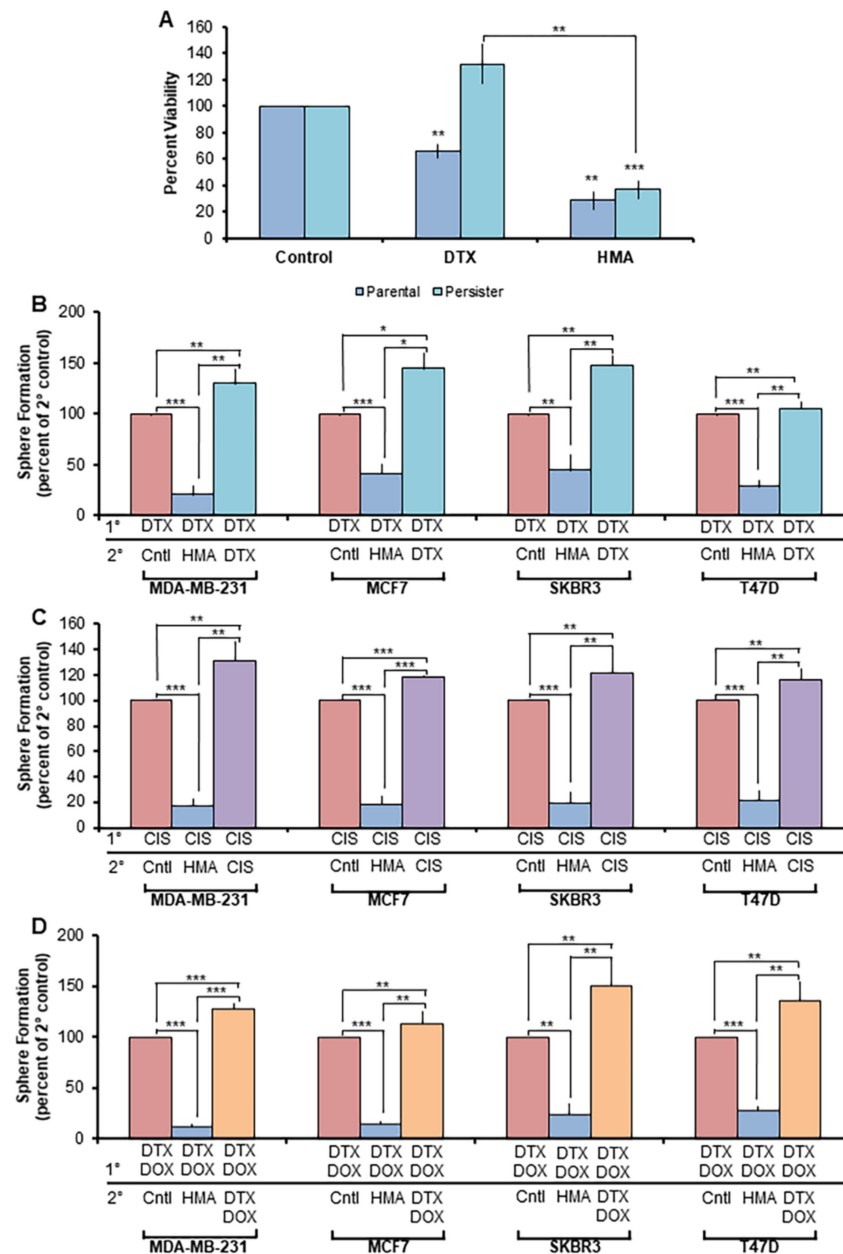 A
160
140
120
100
80
60
40
20
0
Percent Viability
**
**
**
***
Control DTX HMA
Parental Persister
B
200
150
100
50
0
Sphere Formation
(percent of 2° control)
** * ** **
** * ** **
*** *** ** ***
1° DTX DTX DTX DTX DTX DTX DTX DTX DTX DTX DTX DTX
2° Cntl HMA DTX Cntl HMA DTX Cntl HMA DTX Cntl HMA DTX
MDA-MB-231 MCF7 SKBR3 T47D
C
160
140
120
100
80
60
40
20
0
Sphere Formation
(percent of 2° control)
** *** ** **
** *** ** **
*** *** *** ***
1° CIS CIS CIS CIS CIS CIS CIS CIS CIS CIS CIS CIS
2° Cntl HMA CIS Cntl HMA CIS Cntl HMA CIS Cntl HMA CIS
MDA-MB-231 MCF7 SKBR3 T47D
D
200
150
100
50
0
Sphere Formation
(percent of 2° control)
*** ** ** **
*** ** ** **
*** *** ** ***
DTX DTX DTX DTX DTX DTX DTX DTX DTX DTX DTX DTX
1° DOX DOX DOX DOX DOX DOX DOX DOX DOX DOX DOX DOX
2° Cntl HMA DTX Cntl HMA DTX Cntl HMA DTX Cntl HMA DTX
DOX DOX DOX DOX
MDA-MB-231 MCF7 SKBR3 T47D